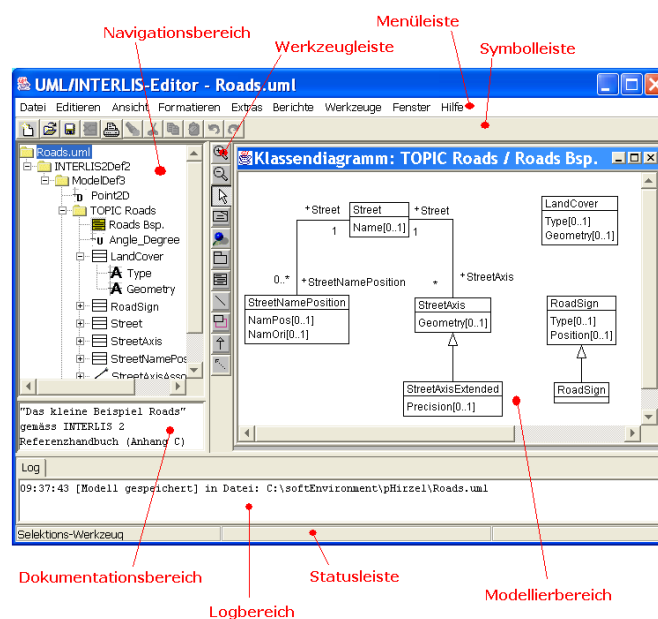 Menüleiste
Navigationsbereich
Werkzeugleiste
Symbolleiste
UML/INTERLIS-Editor - Roads.uml
Datei Editieren Ansicht Formatieren Extras Berichte Werkzeuge Fenster Hilfe
Roads.uml
INTERLIS2Def2
ModelDef3
Point2D
TOPIC Roads
Roads Bsp.
Angle_Degree
LandCover
Type
Geometry
RoadSign
Street
StreetAxis
StreetNamePos
StreetAxisAsso
"Das kleine Beispiel Roads"
gemäss INTERLIS 2
Referenzhandbuch (Anhang C)
Klassendiagramm: TOPIC Roads / Roads Bsp.
+Street
1
Street
Name[0..1]
+Street
1
LandCover
Type[0..1]
Geometry[0..1]
0..*
+StreetNamePosition
*
+StreetAxis
StreetNamePosition
NamPos[0..1]
NamOri[0..1]
StreetAxis
Geometry[0..1]
RoadSign
Type[0..1]
Position[0..1]
StreetAxisExtended
Precision[0..1]
RoadSign
Log
09:37:43 [Modell gespeichert] in Datei: C:\softEnvironment\pHirzel\Roads.uml
Selektions-Werkzeug
Dokumentationsbereich
Statusleiste
Modellierbereich
Logbereich